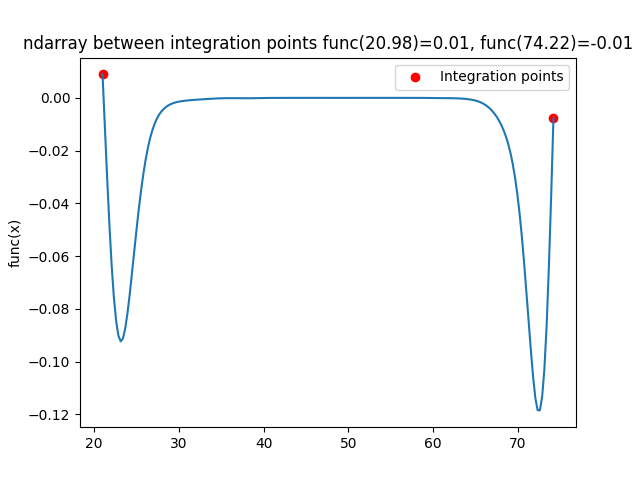 ndarray between integration points func(20.98)=0.01, func(74.22)=-0.01
Integration points
0.00
−0.02
−0.04
−0.06
−0.08
−0.10
−0.12
func(x)
20 30 40 50 60 70